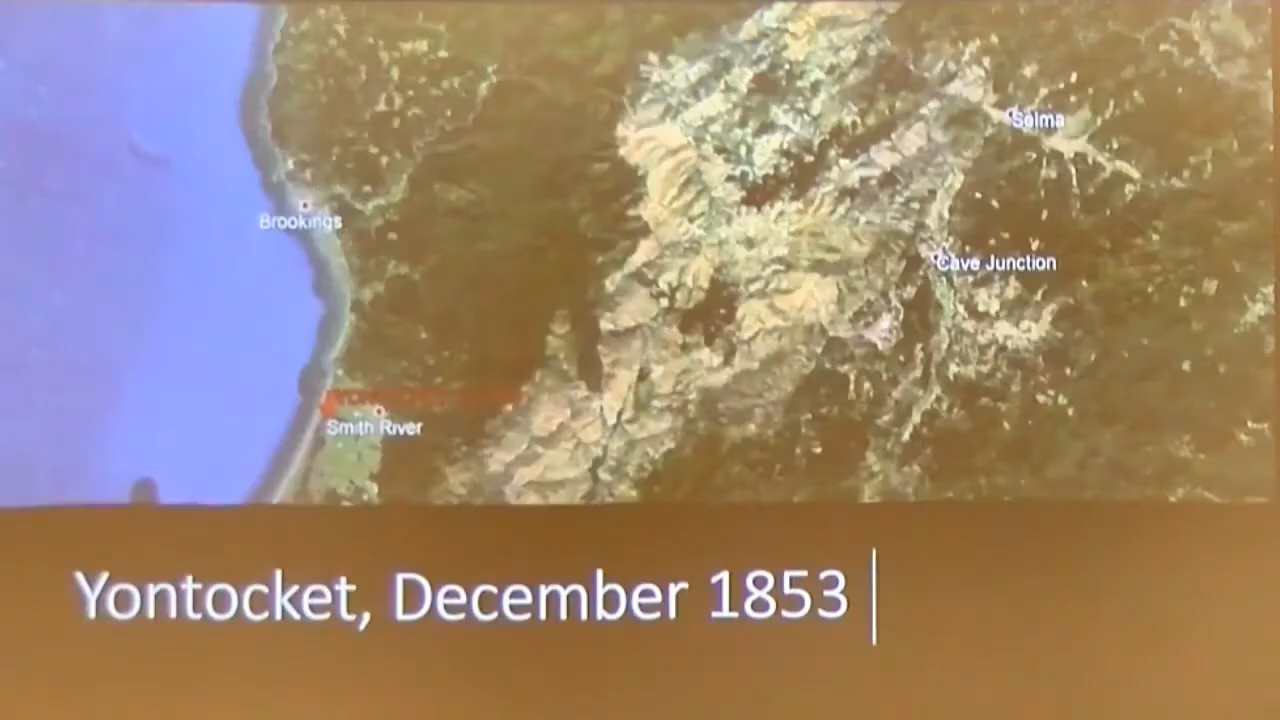 Selma
Brookings
Cave Junction
Smith River
Yontocket, December 1853